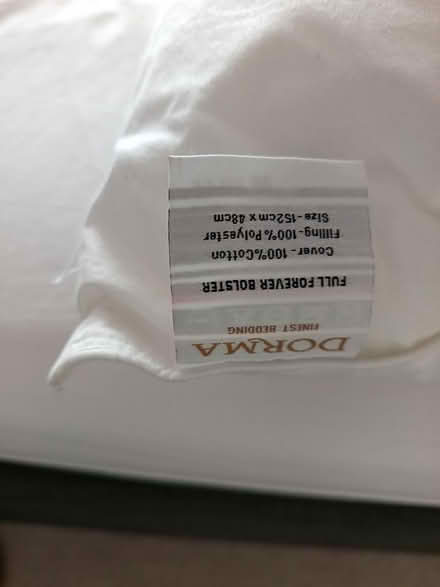 DORMA
FINEST BEDDING
FULL FOREVER BOLSTER
Cover-100%Cotton
Filling-100% Polyester
Size-152cm x 48cm